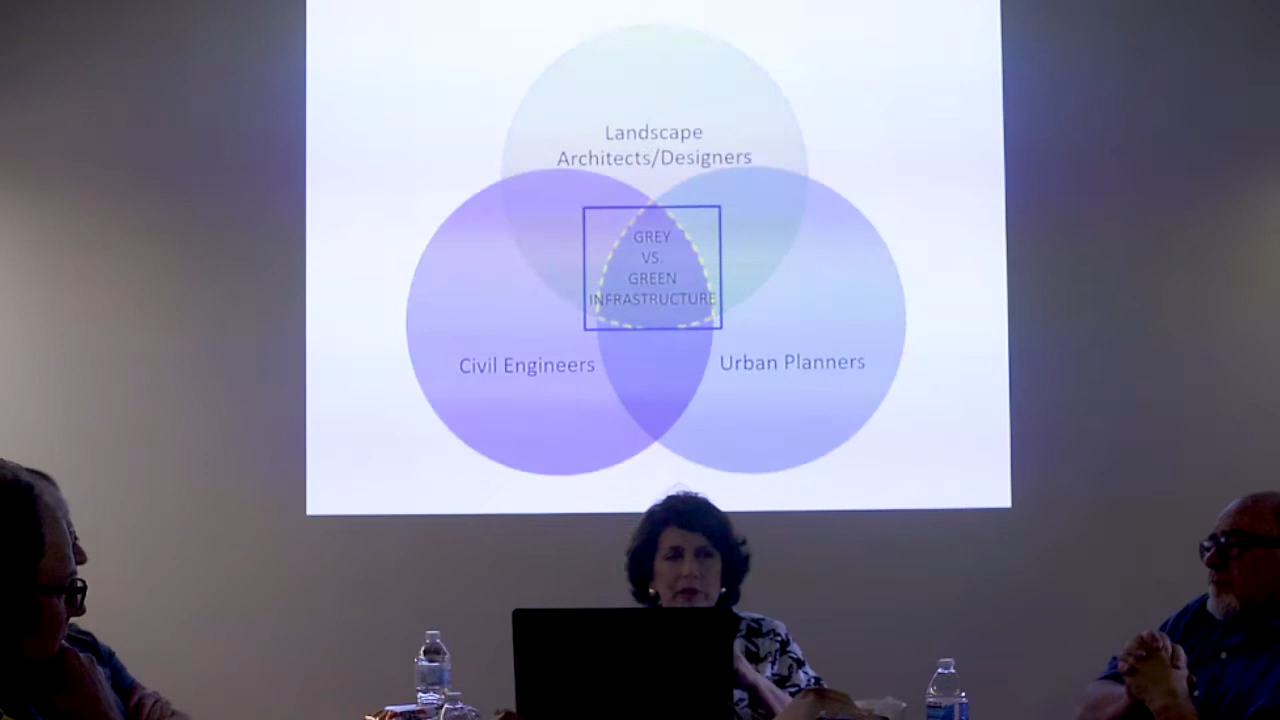 Landscape
Architects/Designers
GREY
VS.
GREEN
INFRASTRUCTURE
Civil Engineers
Urban Planners